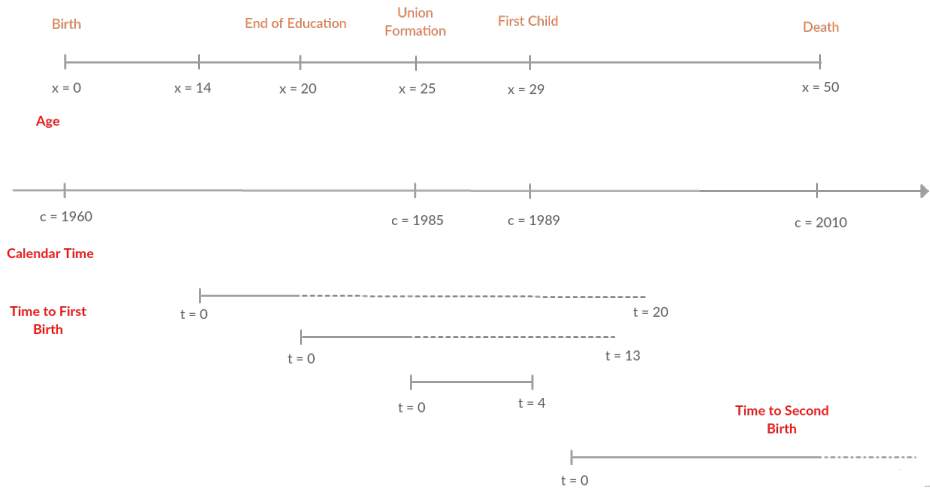 Birth
End of Education
Union
Formation
First Child
Death
x = 0
x = 14
x = 20
x = 25
x = 29
x = 50
Age
c = 1960
c = 1985
c = 1989
c = 2010
Calendar Time
Time to First
Birth
t = 0
t = 20
t = 0
t = 13
t = 0
t = 4
Time to Second
Birth
t = 0